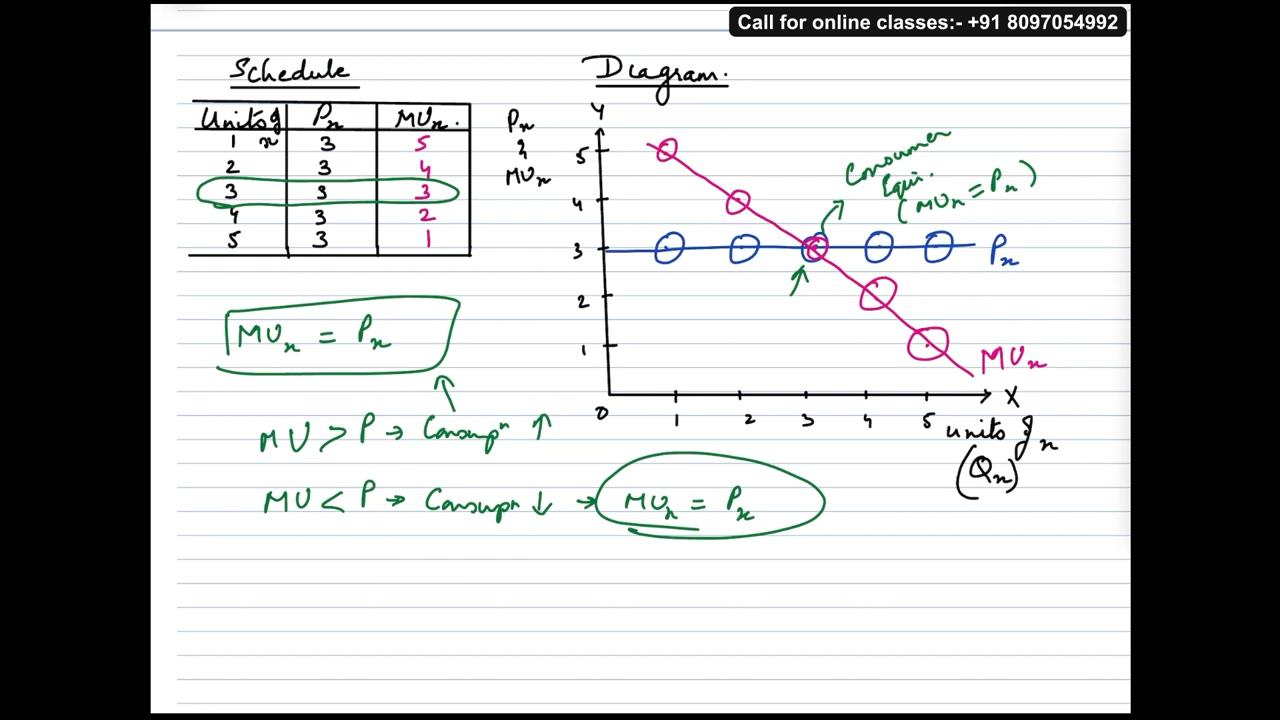 Call for online classes:- +91 8097054992
Schedule
Units of x Px MUx.
1 3 5
2 3 4
3 3 3
4 3 2
5 3 1
MUx = Px
MU > P → Consumpⁿ ↑
MU < P → Consumpⁿ ↓ → MUx = Px
Diagram.
Px
&
MUx
Y
5
4
3
2
1
0 1 2 3 4 5
X
units of x
(Qx)
Consumer
Equi.
(MUx = Px)
Px
MUx